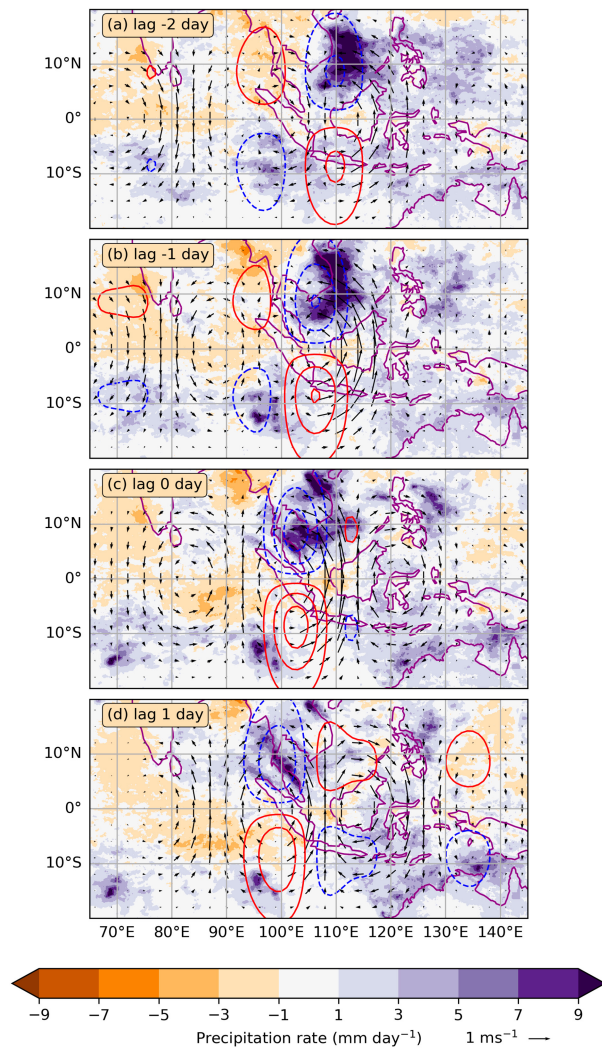 (a) lag -2 day
10°N
0°
10°S
(b) lag -1 day
10°N
0°
10°S
(c) lag 0 day
10°N
0°
10°S
(d) lag 1 day
10°N
0°
10°S
70°E 80°E 90°E 100°E 110°E 120°E 130°E 140°E
−9 −7 −5 −3 −1 1 3 5 7 9
Precipitation rate (mm day⁻¹) 1 ms⁻¹